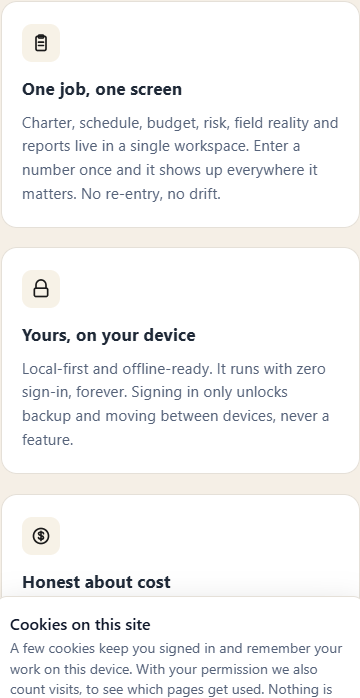 One job, one screen
Charter, schedule, budget, risk, field reality and
reports live in a single workspace. Enter a
number once and it shows up everywhere it
matters. No re-entry, no drift.
Yours, on your device
Local-first and offline-ready. It runs with zero
sign-in, forever. Signing in only unlocks
backup and moving between devices, never a
feature.
Honest about cost
Cookies on this site
A few cookies keep you signed in and remember your
work on this device. With your permission we also
count visits, to see which pages get used. Nothing is